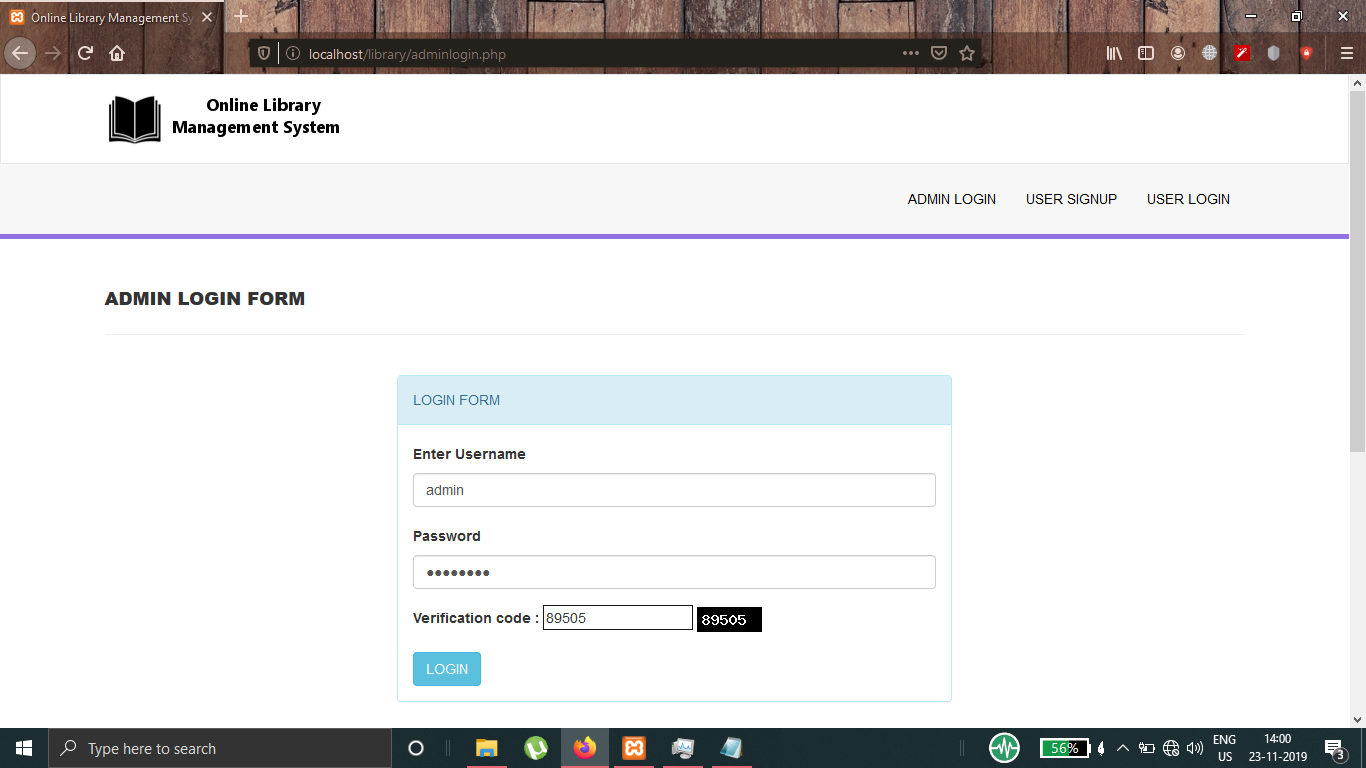 Online Library Management Sy
localhost/library/adminlogin.php
Online Library
Management System
ADMIN LOGIN USER SIGNUP USER LOGIN
ADMIN LOGIN FORM
LOGIN FORM
Enter Username
admin
Password
••••••••
Verification code : 89505 89505
LOGIN
Type here to search
56%
ENG
US
14:00
23-11-2019
3